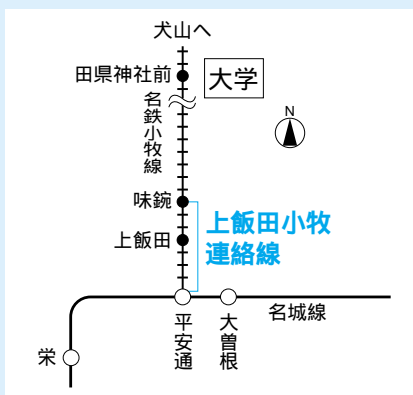 犬山へ
田県神社前
大学
名鉄小牧線
N
味鋺
上飯田
上飯田小牧
連絡線
名城線
平安通
大曽根
栄